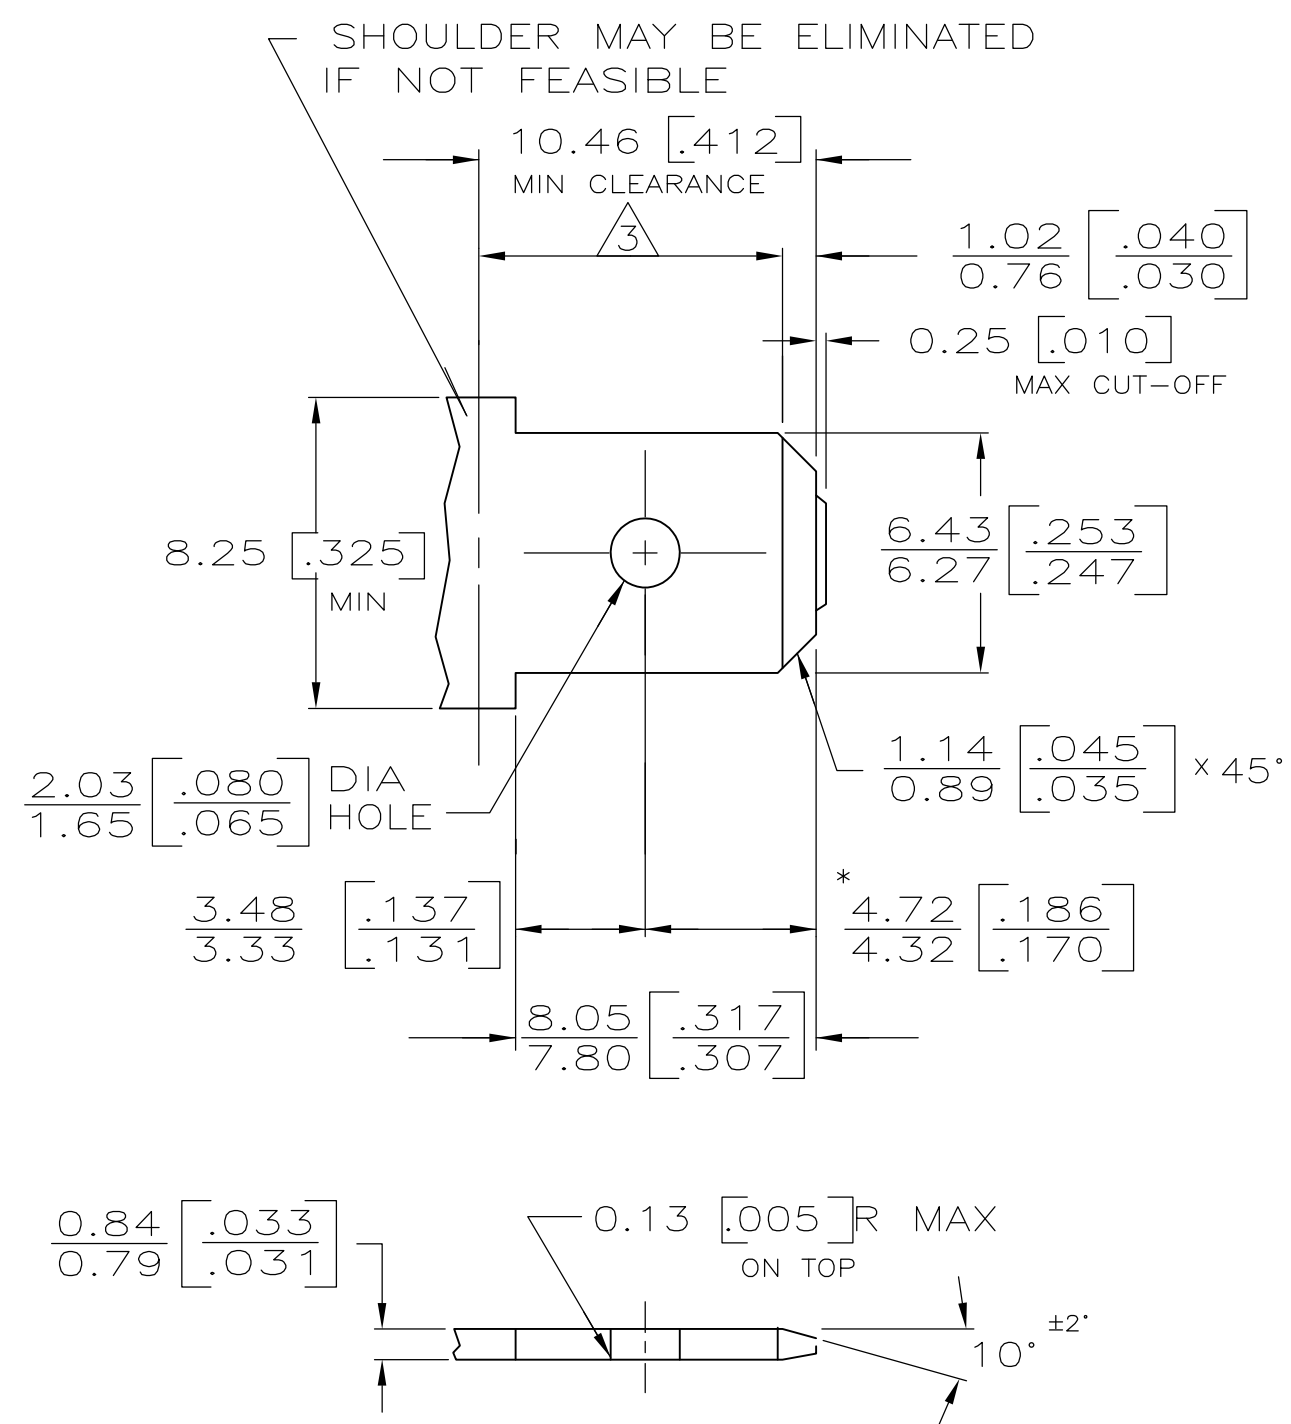 SHOULDER MAY BE ELIMINATED
IF NOT FEASIBLE
10.46 [.412]
MIN CLEARANCE
3
1.02 [.040
0.76 .030]
0.25 [.010]
MAX CUT-OFF
8.25 [.325]
MIN
6.43 [.253
6.27 .247]
2.03 [.080 DIA
1.65 .065] HOLE
1.14 [.045
0.89 .035] x 45°
3.48 [.137
3.33 .131]
*
4.72 [.186
4.32 .170]
8.05 [.317
7.80 .307]
0.84 [.033
0.79 .031]
0.13 [.005] R MAX
ON TOP
10° ±2°